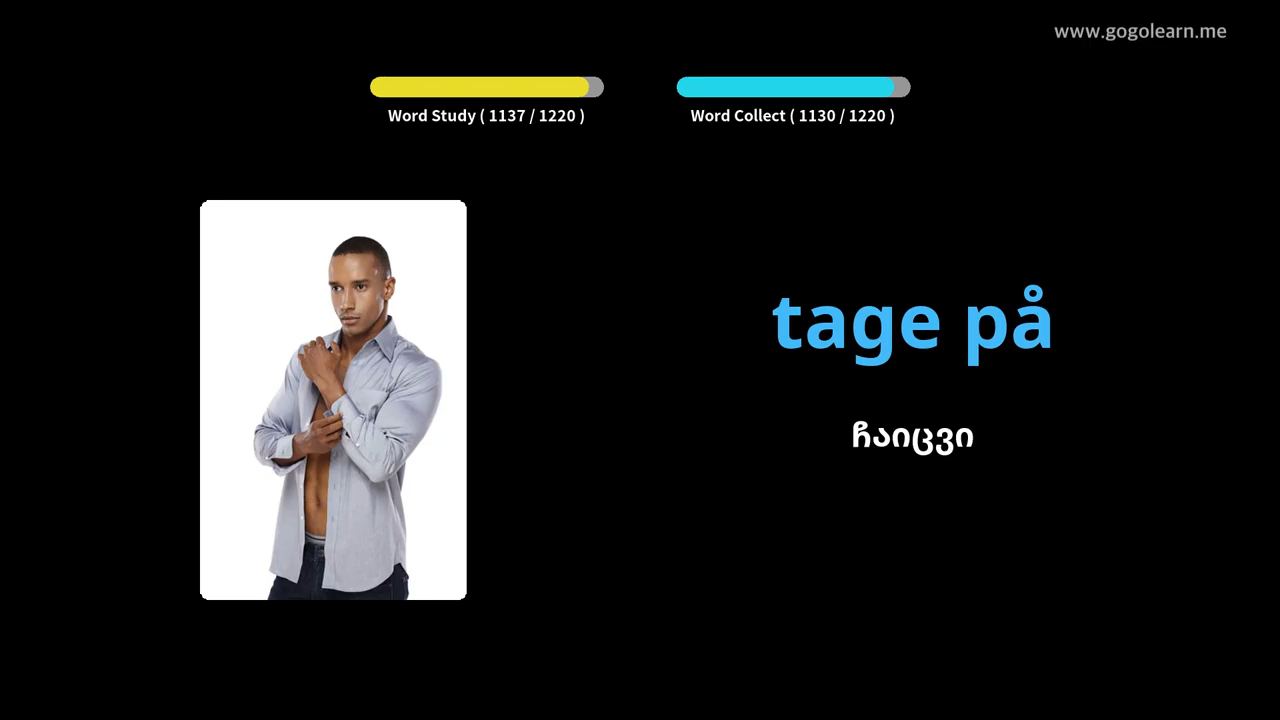 www.gogolearn.me
Word Study ( 1137 / 1220 )
Word Collect ( 1130 / 1220 )
tage på
ჩაიცვი